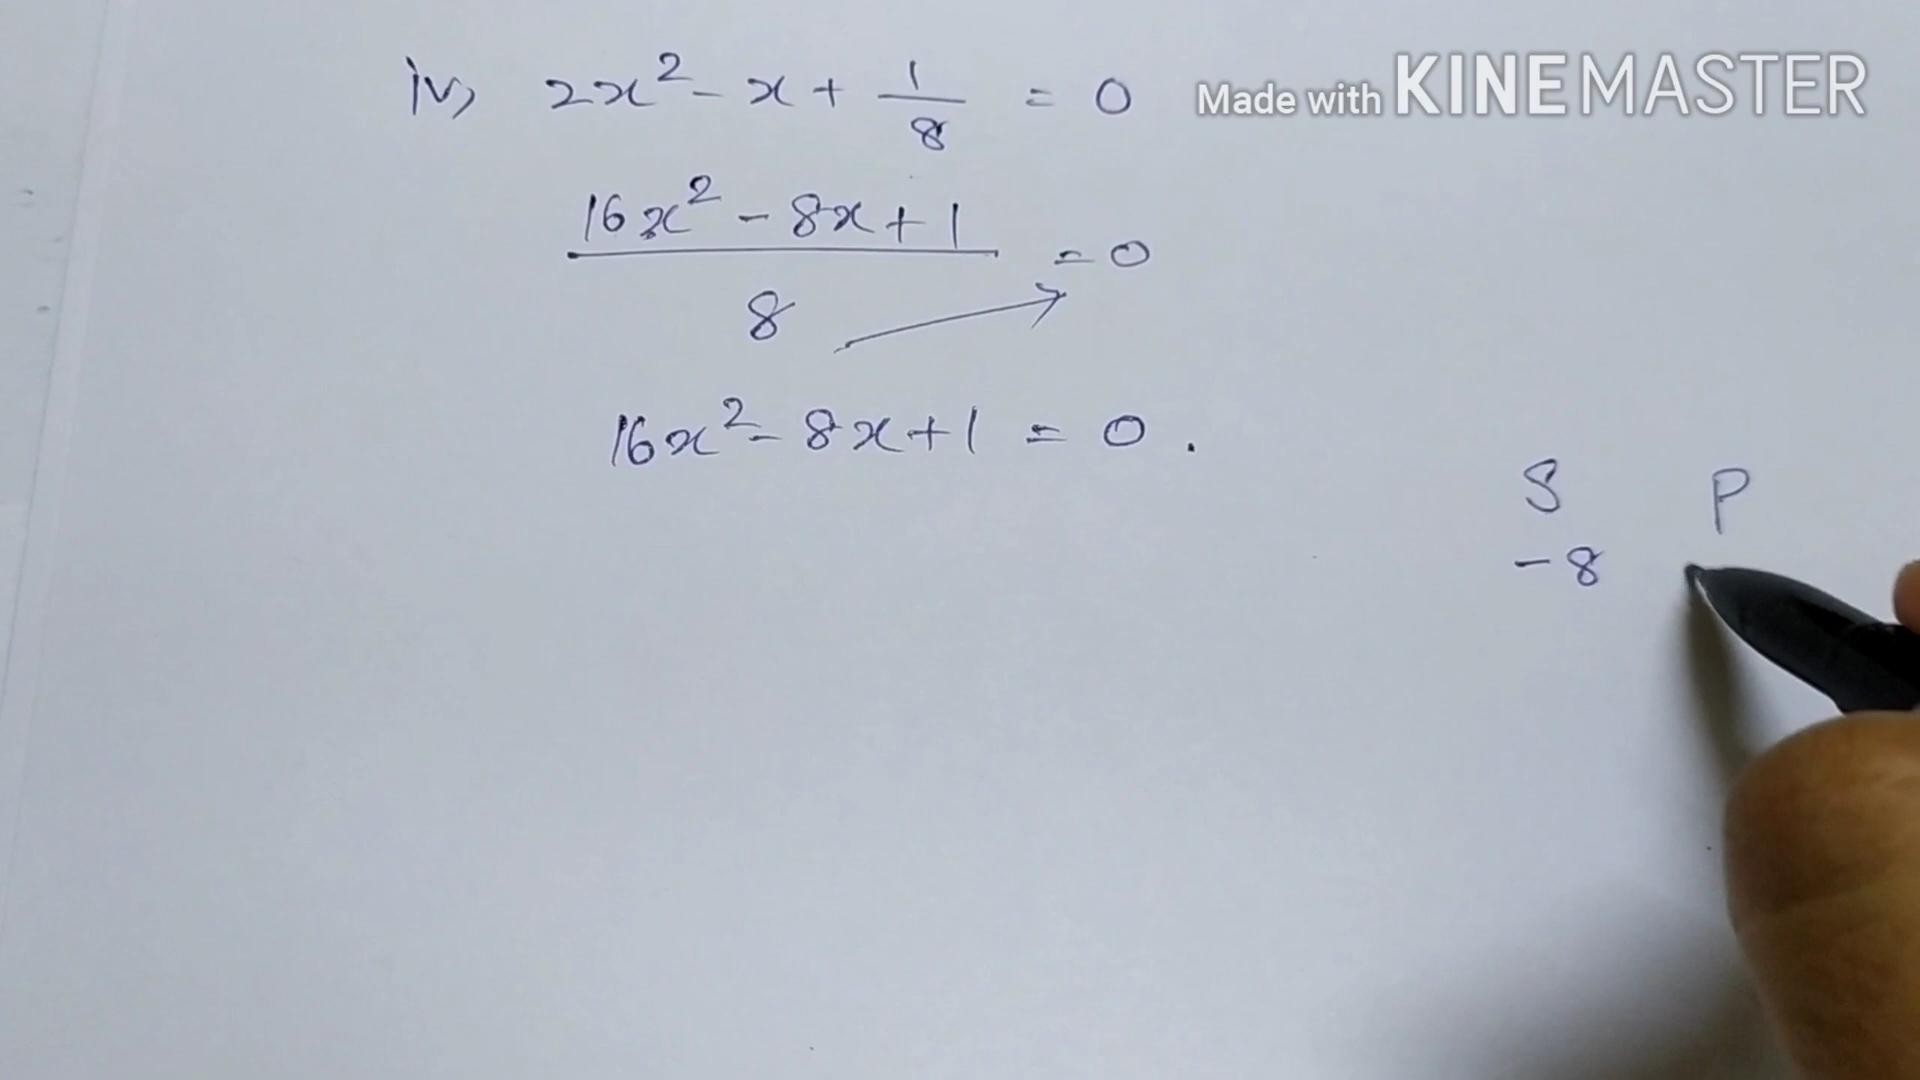 iv) 2x² - x + 1/8 = 0
Made with KINEMASTER
16x² - 8x + 1 / 8 = 0
16x² - 8x + 1 = 0.
S P
-8